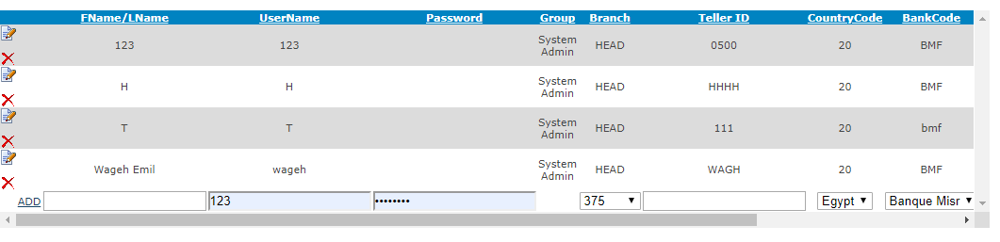 FName/LName UserName Password Group Branch Teller ID CountryCode BankCode
123 123 System Admin HEAD 0500 20 BMF
H H System Admin HEAD HHHH 20 BMF
T T System Admin HEAD 111 20 bmf
Wageh Emil wageh System Admin HEAD WAGH 20 BMF
ADD 123 •••••••• 375 Egypt Banque Misr